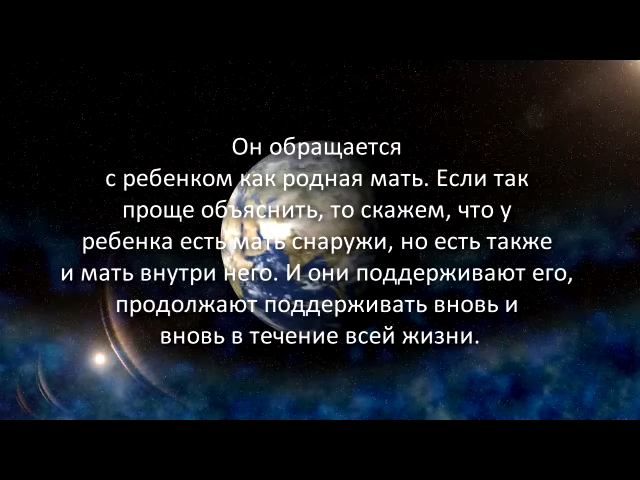 Он обращается
с ребенком как родная мать. Если так
проще объяснить, то скажем, что у
ребенка есть мать снаружи, но есть также
и мать внутри него. И они поддерживают его,
продолжают поддерживать вновь и
вновь в течение всей жизни.